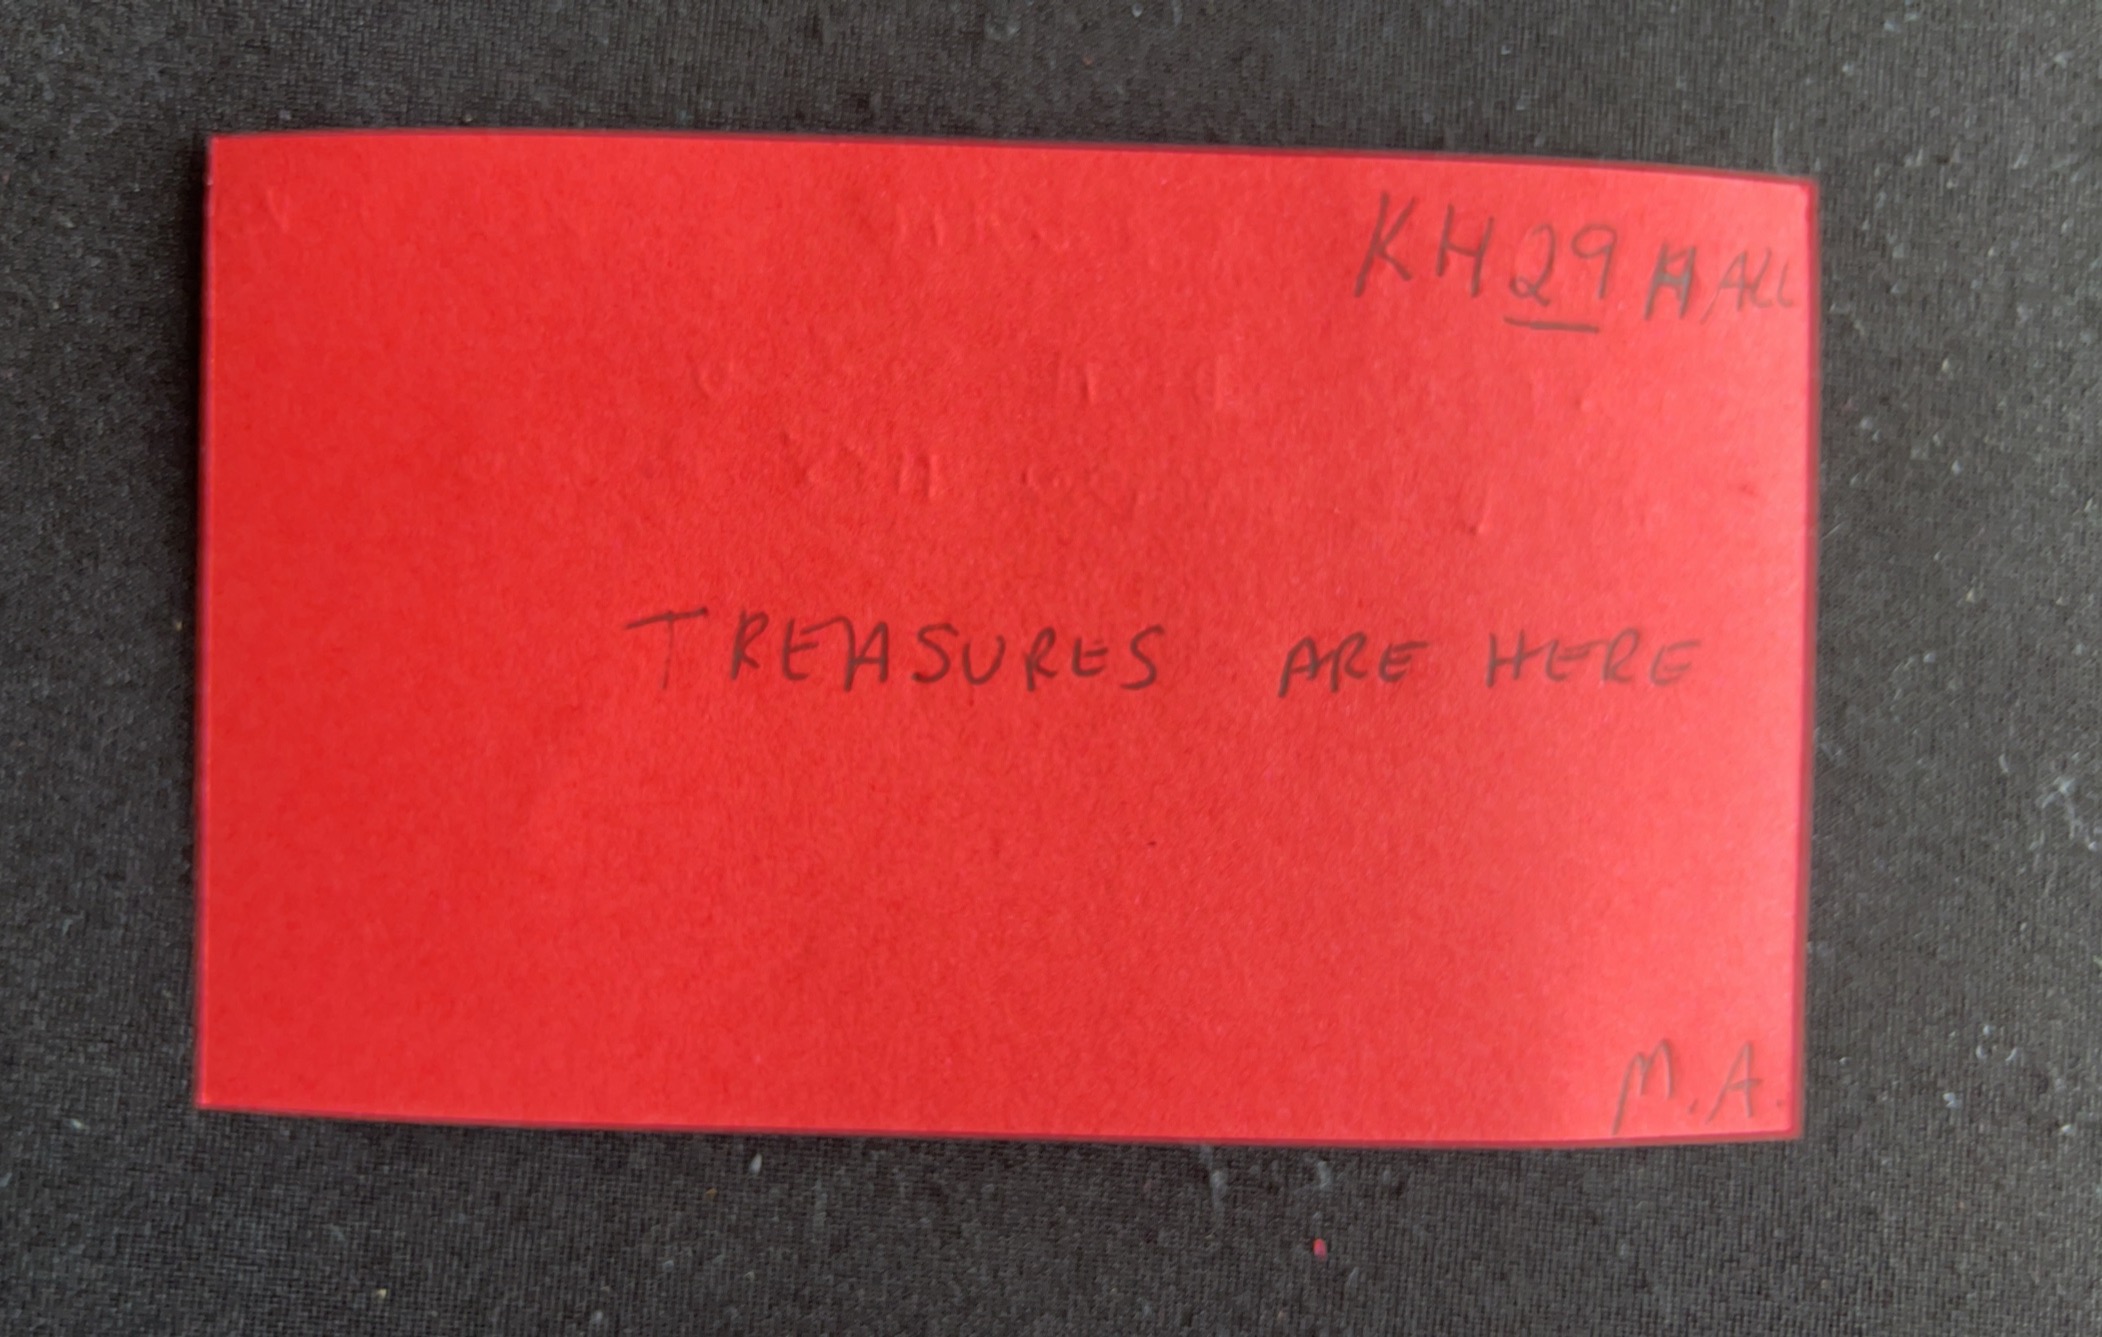 KH29 HALL
TREASURES ARE HERE
M.A.